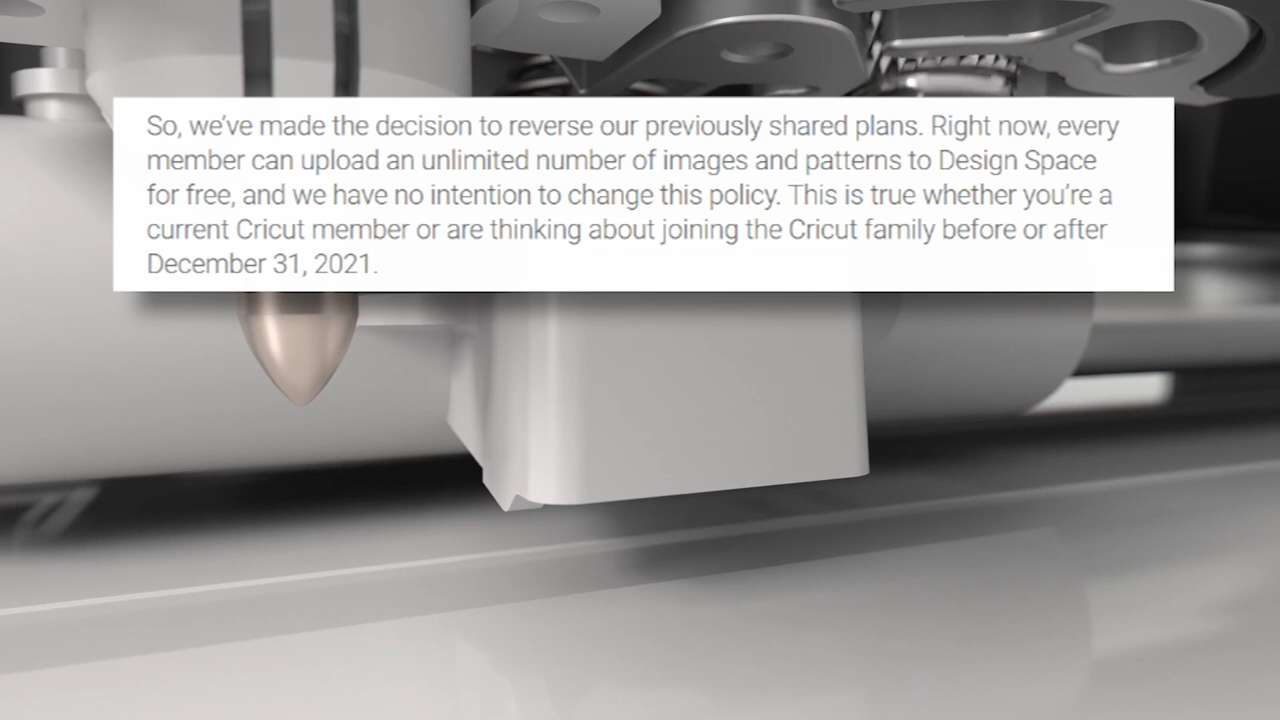 So, we’ve made the decision to reverse our previously shared plans. Right now, every
member can upload an unlimited number of images and patterns to Design Space
for free, and we have no intention to change this policy. This is true whether you’re a
current Cricut member or are thinking about joining the Cricut family before or after
December 31, 2021.